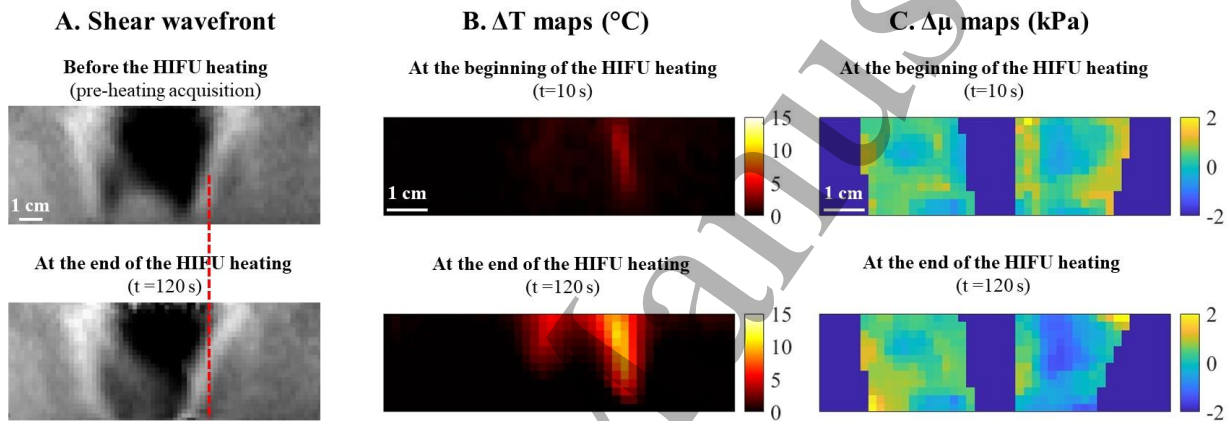 A. Shear wavefront
Before the HIFU heating
(pre-heating acquisition)
1 cm
At the end of the HIFU heating
(t =120 s)
B. ΔT maps (°C)
At the beginning of the HIFU heating
(t=10 s)
15
10
5
0
1 cm
At the end of the HIFU heating
(t =120 s)
15
10
5
0
C. Δμ maps (kPa)
At the beginning of the HIFU heating
(t=10 s)
2
0
-2
1 cm
At the end of the HIFU heating
(t =120 s)
2
0
-2
Manus